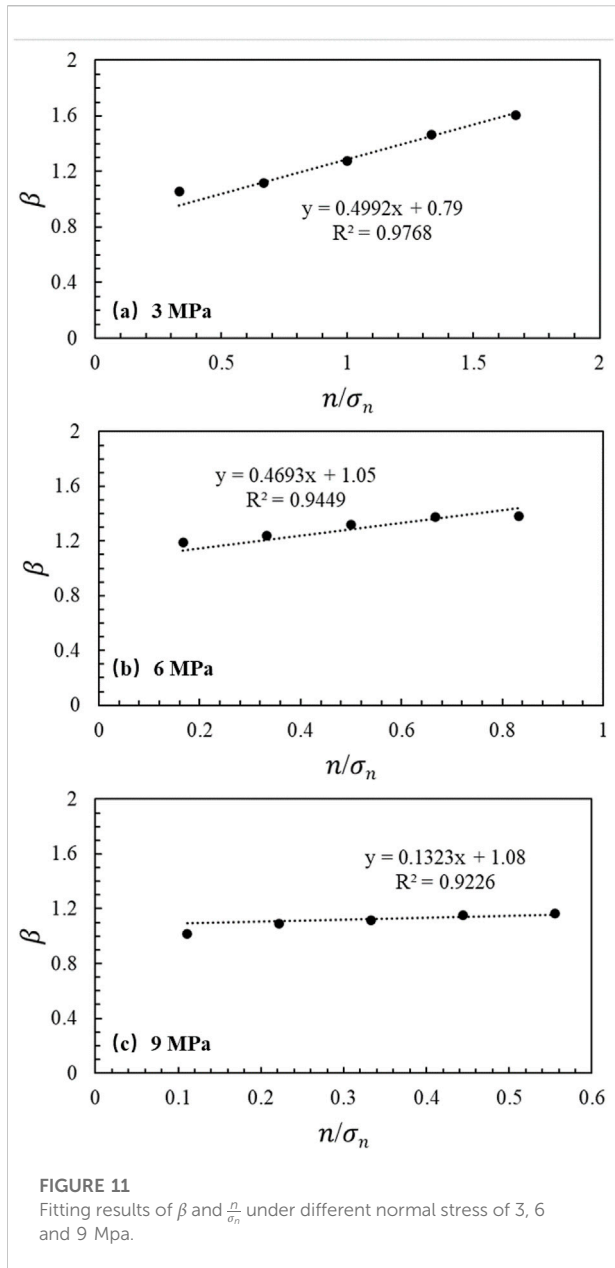 2
1.6
1.2
0.8
0.4
0
β
y = 0.4992x + 0.79
R² = 0.9768
(a) 3 MPa
0 0.5 1 1.5 2
n/σₙ
2
1.6
1.2
0.8
0.4
0
β
y = 0.4693x + 1.05
R² = 0.9449
(b) 6 MPa
0 0.2 0.4 0.6 0.8 1
n/σₙ
2
1.6
1.2
0.8
0.4
0
β
y = 0.1323x + 1.08
R² = 0.9226
(c) 9 MPa
0 0.1 0.2 0.3 0.4 0.5 0.6
n/σₙ
FIGURE 11
Fitting results of β and n/σₙ under different normal stress of 3, 6
and 9 Mpa.